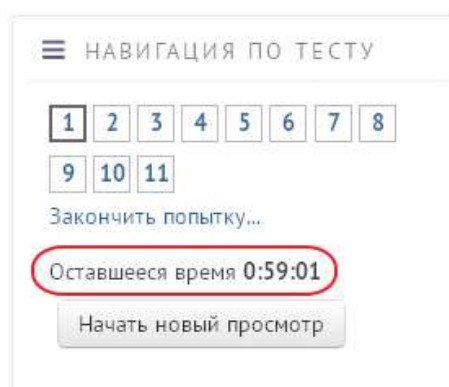 НАВИГАЦИЯ ПО ТЕСТУ
1 2 3 4 5 6 7 8
9 10 11
Закончить попытку...
Оставшееся время 0:59:01
Начать новый просмотр